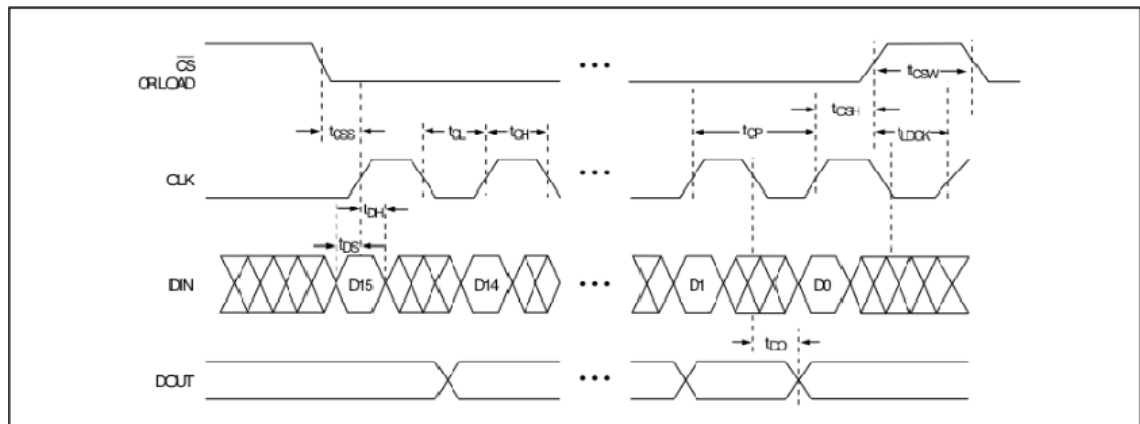 CS
OR LOAD
• • •
tCSW
tCSS
tCL
tCH
tCP
tCSH
tLDCK
CLK
• • •
tDH
tDS
DIN
D15
D14
• • •
D1
D0
tDO
DOUT
• • •